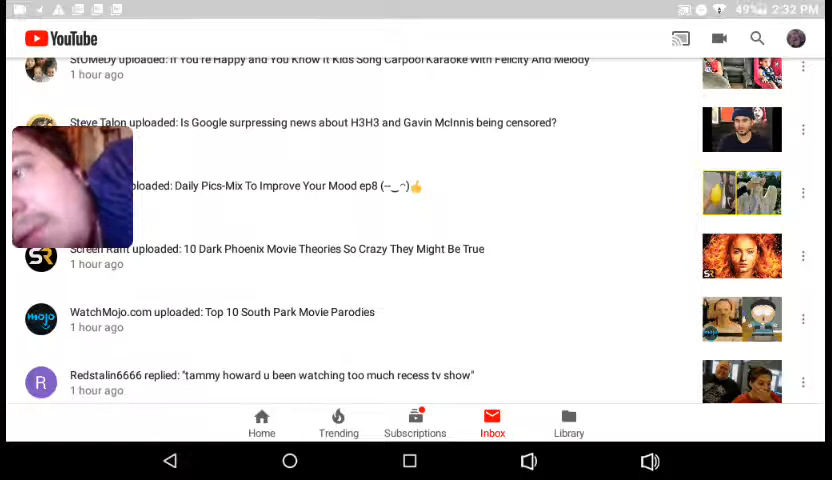 49% 2:32 PM
YouTube
StOMeDy uploaded: If You're Happy and You Know It Kids Song Carpool Karaoke With Felicity And Melody
1 hour ago
Steve Talon uploaded: Is Google surpressing news about H3H3 and Gavin McInnis being censored?
ploaded: Daily Pics-Mix To Improve Your Mood ep8 (--‿⌒)👍
Screen Rant uploaded: 10 Dark Phoenix Movie Theories So Crazy They Might Be True
SR
1 hour ago
SR
WatchMojo.com uploaded: Top 10 South Park Movie Parodies
mojo
1 hour ago
Redstalin6666 replied: "tammy howard u been watching too much recess tv show"
R
1 hour ago
Home Trending Subscriptions Inbox Library